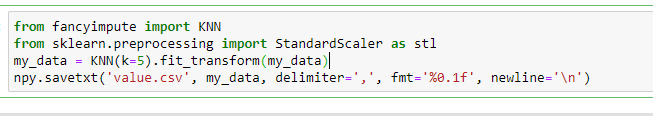 from fancyimpute import KNN
from sklearn.preprocessing import StandardScaler as stl
my_data = KNN(k=5).fit_transform(my_data)
npy.savetxt('value.csv', my_data, delimiter=',', fmt='%0.1f', newline='\n')